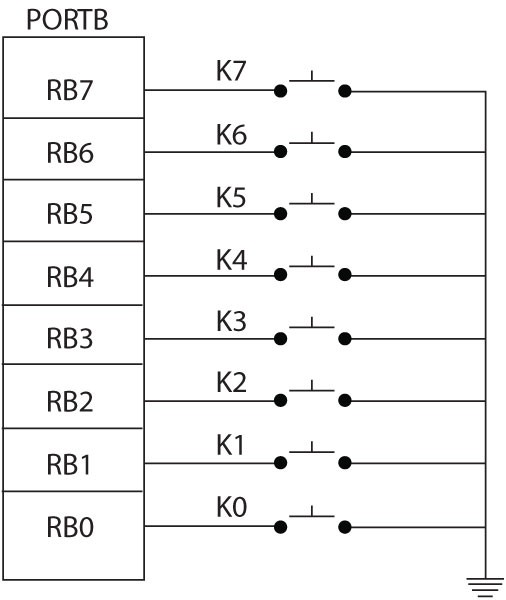 PORTB
RB7 K7
RB6 K6
RB5 K5
RB4 K4
RB3 K3
RB2 K2
RB1 K1
RB0 K0